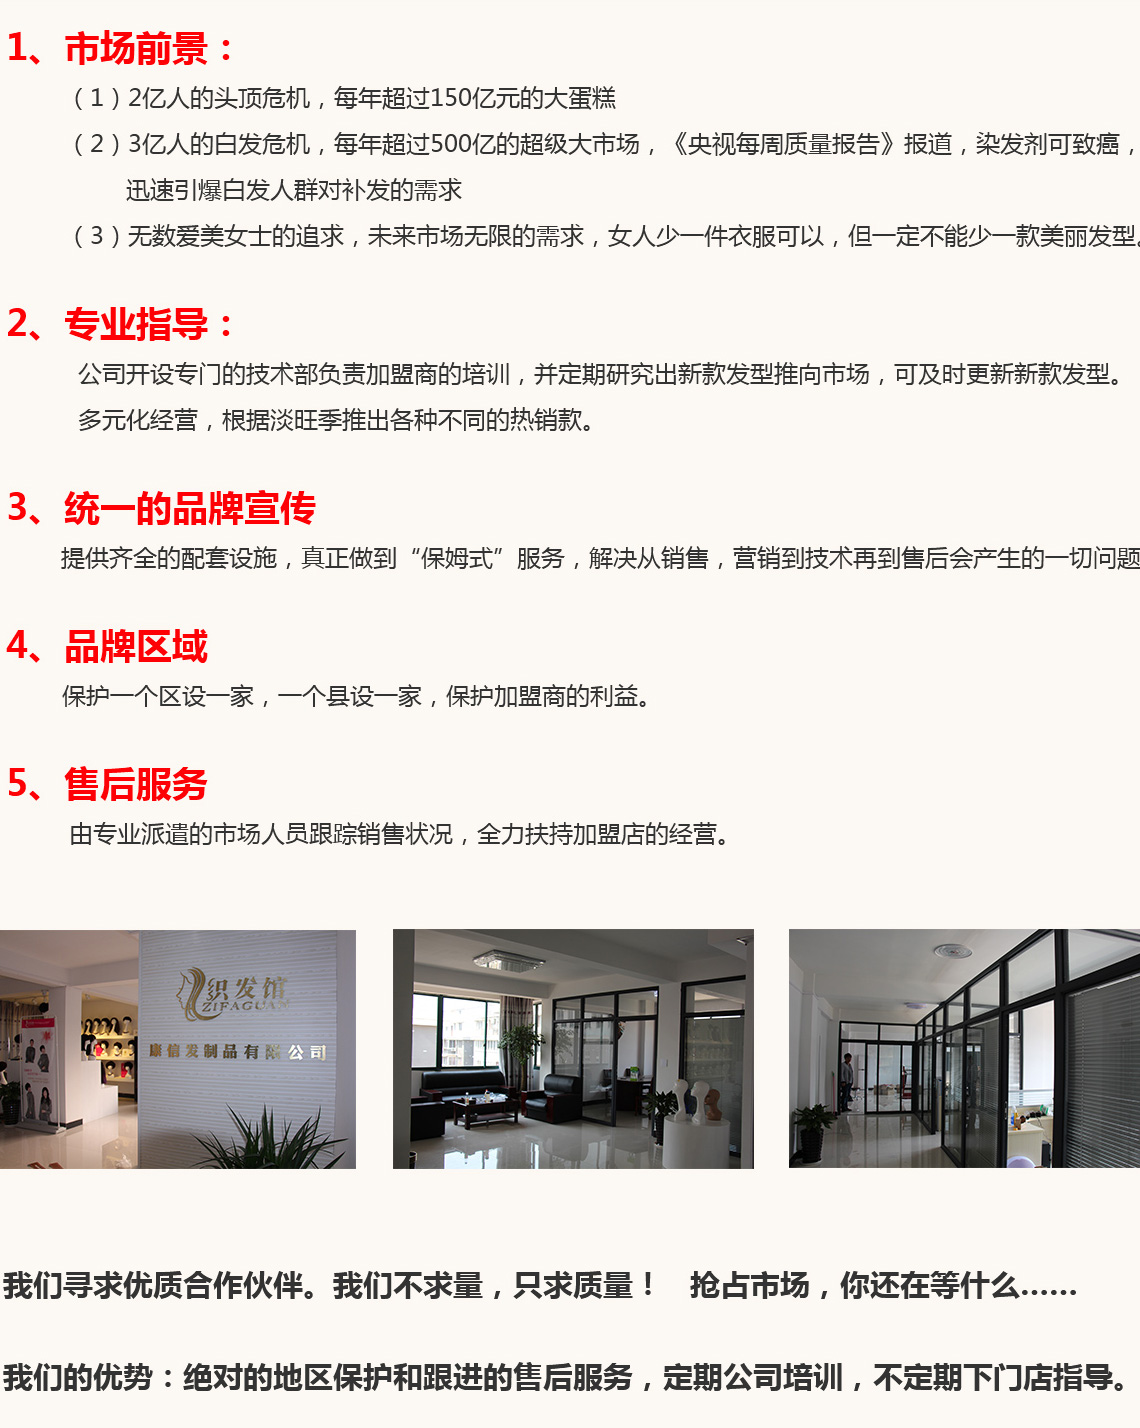 1、市场前景：
（1）2亿人的头顶危机，每年超过150亿元的大蛋糕
（2）3亿人的白发危机，每年超过500亿的超级大市场，《央视每周质量报告》报道，染发剂可致癌，
迅速引爆白发人群对补发的需求
（3）无数爱美女士的追求，未来市场无限的需求，女人少一件衣服可以，但一定不能少一款美丽发型。
2、专业指导：
公司开设专门的技术部负责加盟商的培训，并定期研究出新款发型推向市场，可及时更新新款发型。
多元化经营，根据淡旺季推出各种不同的热销款。
3、统一的品牌宣传
提供齐全的配套设施，真正做到“保姆式”服务，解决从销售，营销到技术再到售后会产生的一切问题
4、品牌区域
保护一个区设一家，一个县设一家，保护加盟商的利益。
5、售后服务
由专业派遣的市场人员跟踪销售状况，全力扶持加盟店的经营。
织发馆
ZIFAGUAN
康信发制品有限公司
我们寻求优质合作伙伴。我们不求量，只求质量！ 抢占市场，你还在等什么……
我们的优势：绝对的地区保护和跟进的售后服务，定期公司培训，不定期下门店指导。